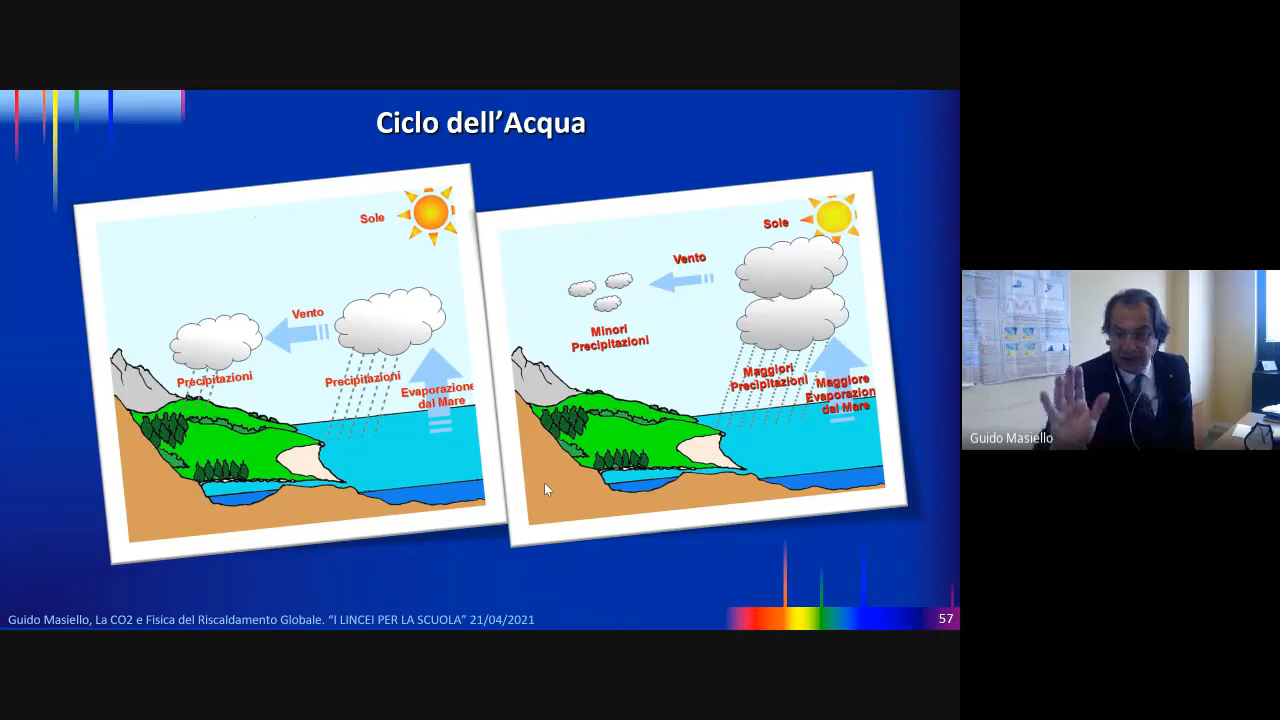 Ciclo dell'Acqua
Sole
Vento
Precipitazioni
Precipitazioni
Evaporazione
dal Mare
Sole
Vento
Minori
Precipitazioni
Maggiori
Precipitazioni
Maggiore
Evaporazion
dal Mare
Guido Masiello
Guido Masiello, La CO2 e Fisica del Riscaldamento Globale. “I LINCEI PER LA SCUOLA” 21/04/2021
57